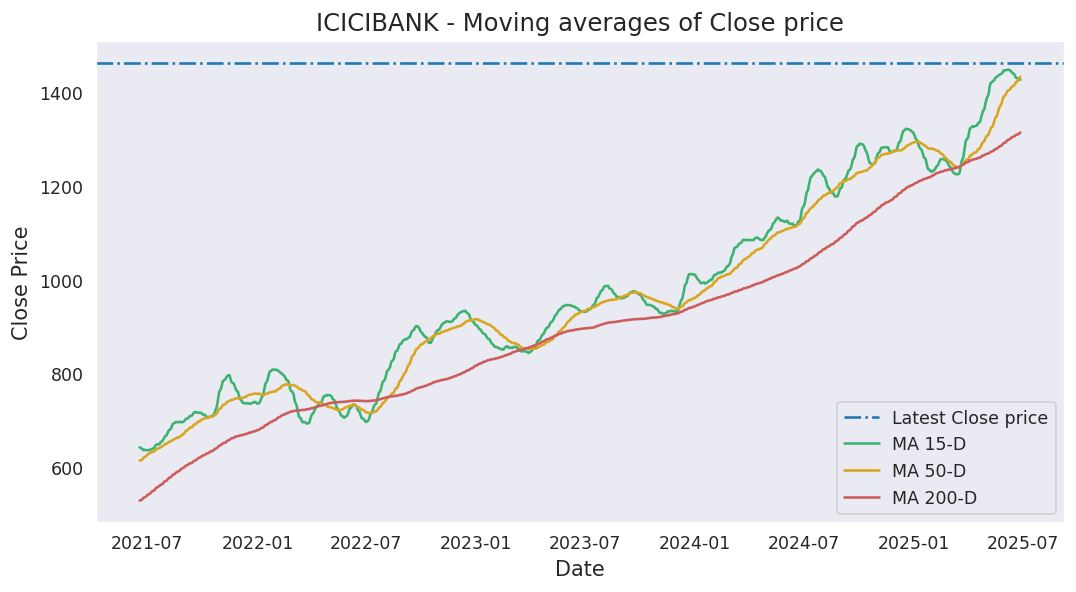 ICICIBANK - Moving averages of Close price
Close Price
1400
1200
1000
800
600
Latest Close price
MA 15-D
MA 50-D
MA 200-D
2021-07 2022-01 2022-07 2023-01 2023-07 2024-01 2024-07 2025-01 2025-07
Date